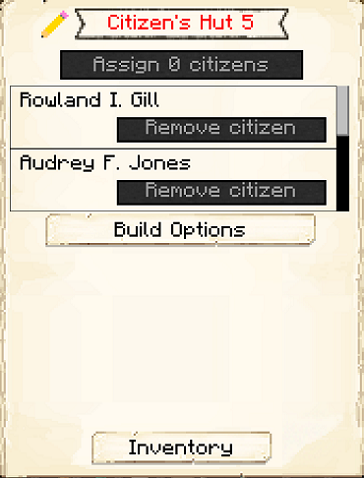 Citizen's Hut 5
Assign 0 citizens
Rowland I. Gill
Remove citizen
Audrey F. Jones
Remove citizen
Build Options
Inventory